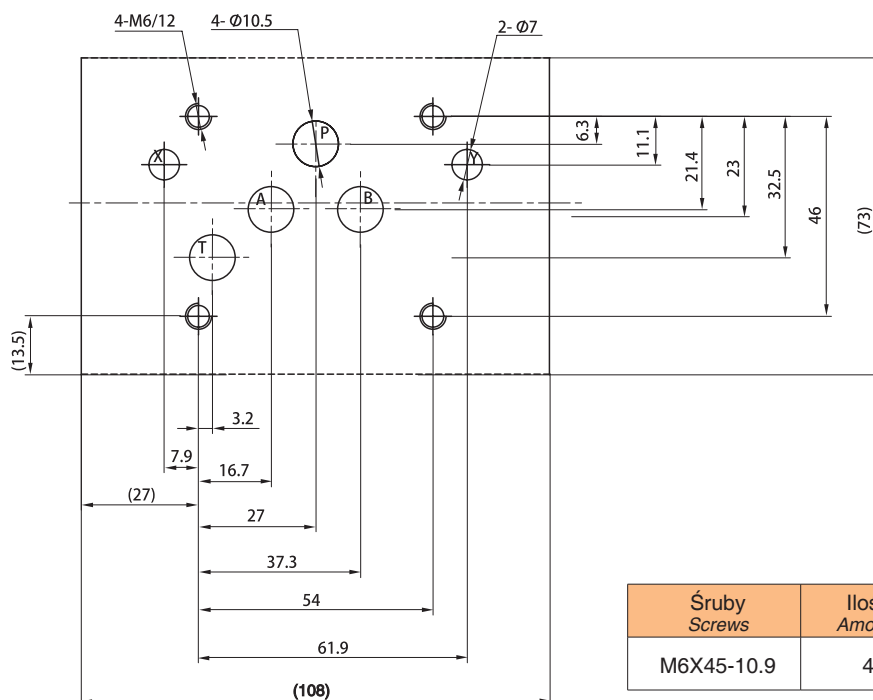 4-M6/12
4- Ø10.5
2- Ø7
P
X
Y
A
B
T
6.3
11.1
21.4
23
32.5
46
(73)
(13.5)
3.2
7.9
16.7
(27)
27
37.3
54
61.9
(108)
Śruby
Screws
Ilos
Amo
M6X45-10.9
4